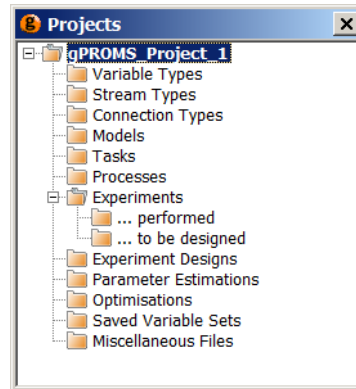 g Projects x
gPROMS_Project_1
Variable Types
Stream Types
Connection Types
Models
Tasks
Processes
Experiments
... performed
... to be designed
Experiment Designs
Parameter Estimations
Optimisations
Saved Variable Sets
Miscellaneous Files